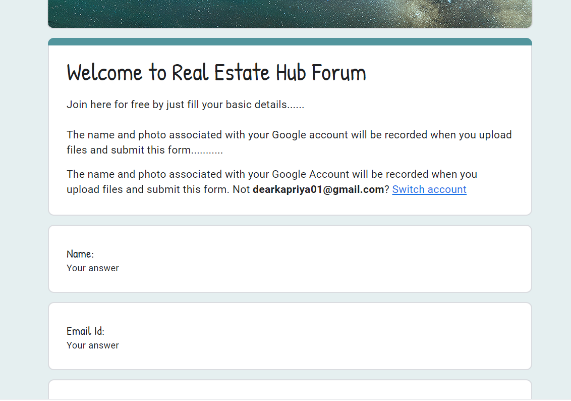 Welcome to Real Estate Hub Forum
Join here for free by just fill your basic details......
The name and photo associated with your Google account will be recorded when you upload
files and submit this form...........
The name and photo associated with your Google Account will be recorded when you
upload files and submit this form. Not dearkapriya01@gmail.com? Switch account
Name:
Your answer
Email Id:
Your answer